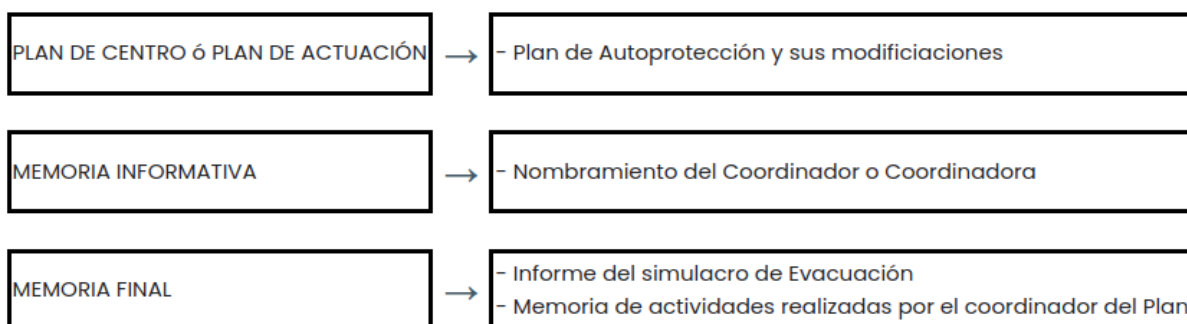 PLAN DE CENTRO ó PLAN DE ACTUACIÓN → - Plan de Autoprotección y sus modificiaciones
MEMORIA INFORMATIVA → - Nombramiento del Coordinador o Coordinadora
MEMORIA FINAL → - Informe del simulacro de Evacuación
- Memoria de actividades realizadas por el coordinador del Plan